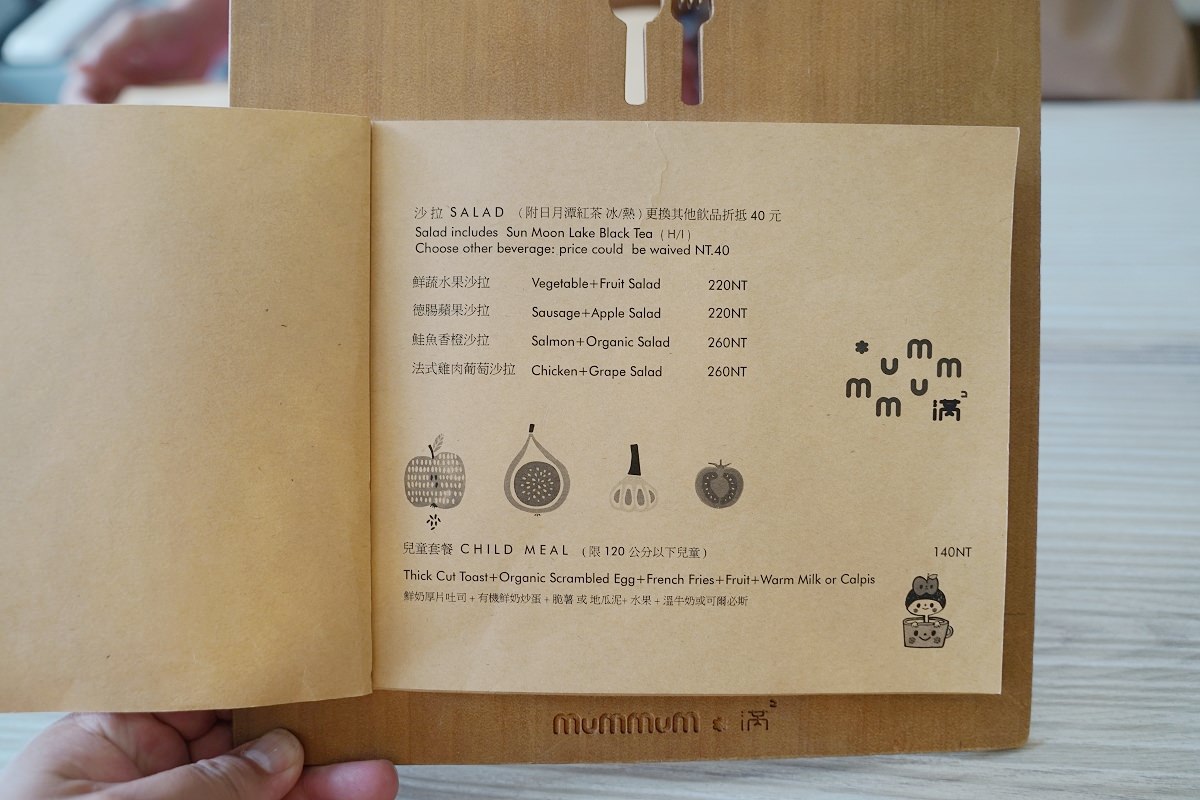 沙拉 SALAD （附日月潭紅茶 冰/熱）更換其他飲品折抵 40 元
Salad includes Sun Moon Lake Black Tea （H/I）
Choose other beverage: price could be waived NT.40
鮮蔬水果沙拉 Vegetable+Fruit Salad 220NT
德腸蘋果沙拉 Sausage+Apple Salad 220NT
鮭魚香橙沙拉 Salmon+Organic Salad 260NT
法式雞肉葡萄沙拉 Chicken+Grape Salad 260NT
mummum 滿
兒童套餐 CHILD MEAL （限 120 公分以下兒童） 140NT
Thick Cut Toast+Organic Scrambled Egg+French Fries+Fruit+Warm Milk or Calpis
鮮奶厚片吐司 + 有機鮮奶炒蛋 + 脆薯 或 地瓜泥+ 水果 + 溫牛奶或可爾必斯
mummum 滿